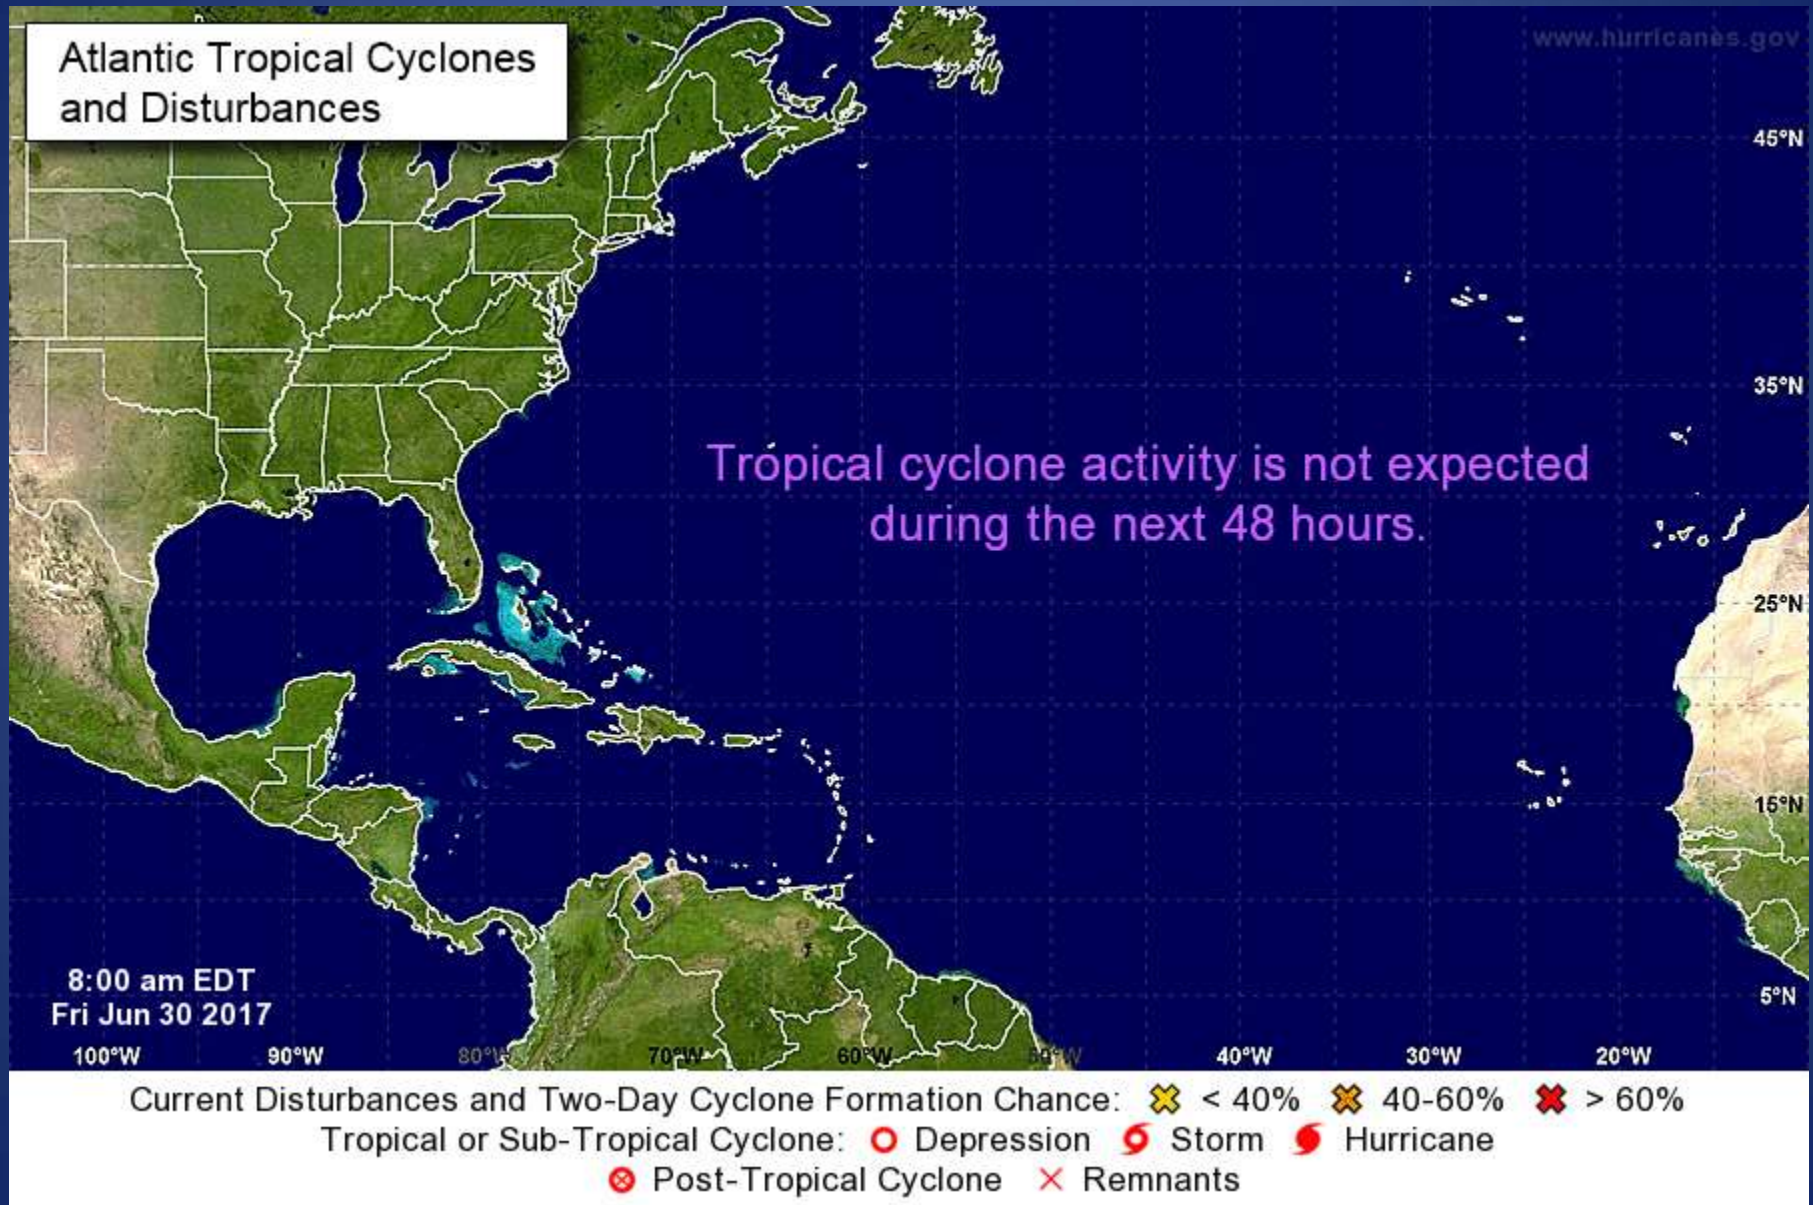 Atlantic Tropical Cyclones
and Disturbances
www.hurricanes.gov
45°N
35°N
Tropical cyclone activity is not expected
during the next 48 hours.
25°N
15°N
8:00 am EDT
Fri Jun 30 2017
5°N
100°W 90°W 80°W 70°W 60°W 50°W 40°W 30°W 20°W
Current Disturbances and Two-Day Cyclone Formation Chance: < 40% 40-60% > 60%
Tropical or Sub-Tropical Cyclone: Depression Storm Hurricane
Post-Tropical Cyclone Remnants